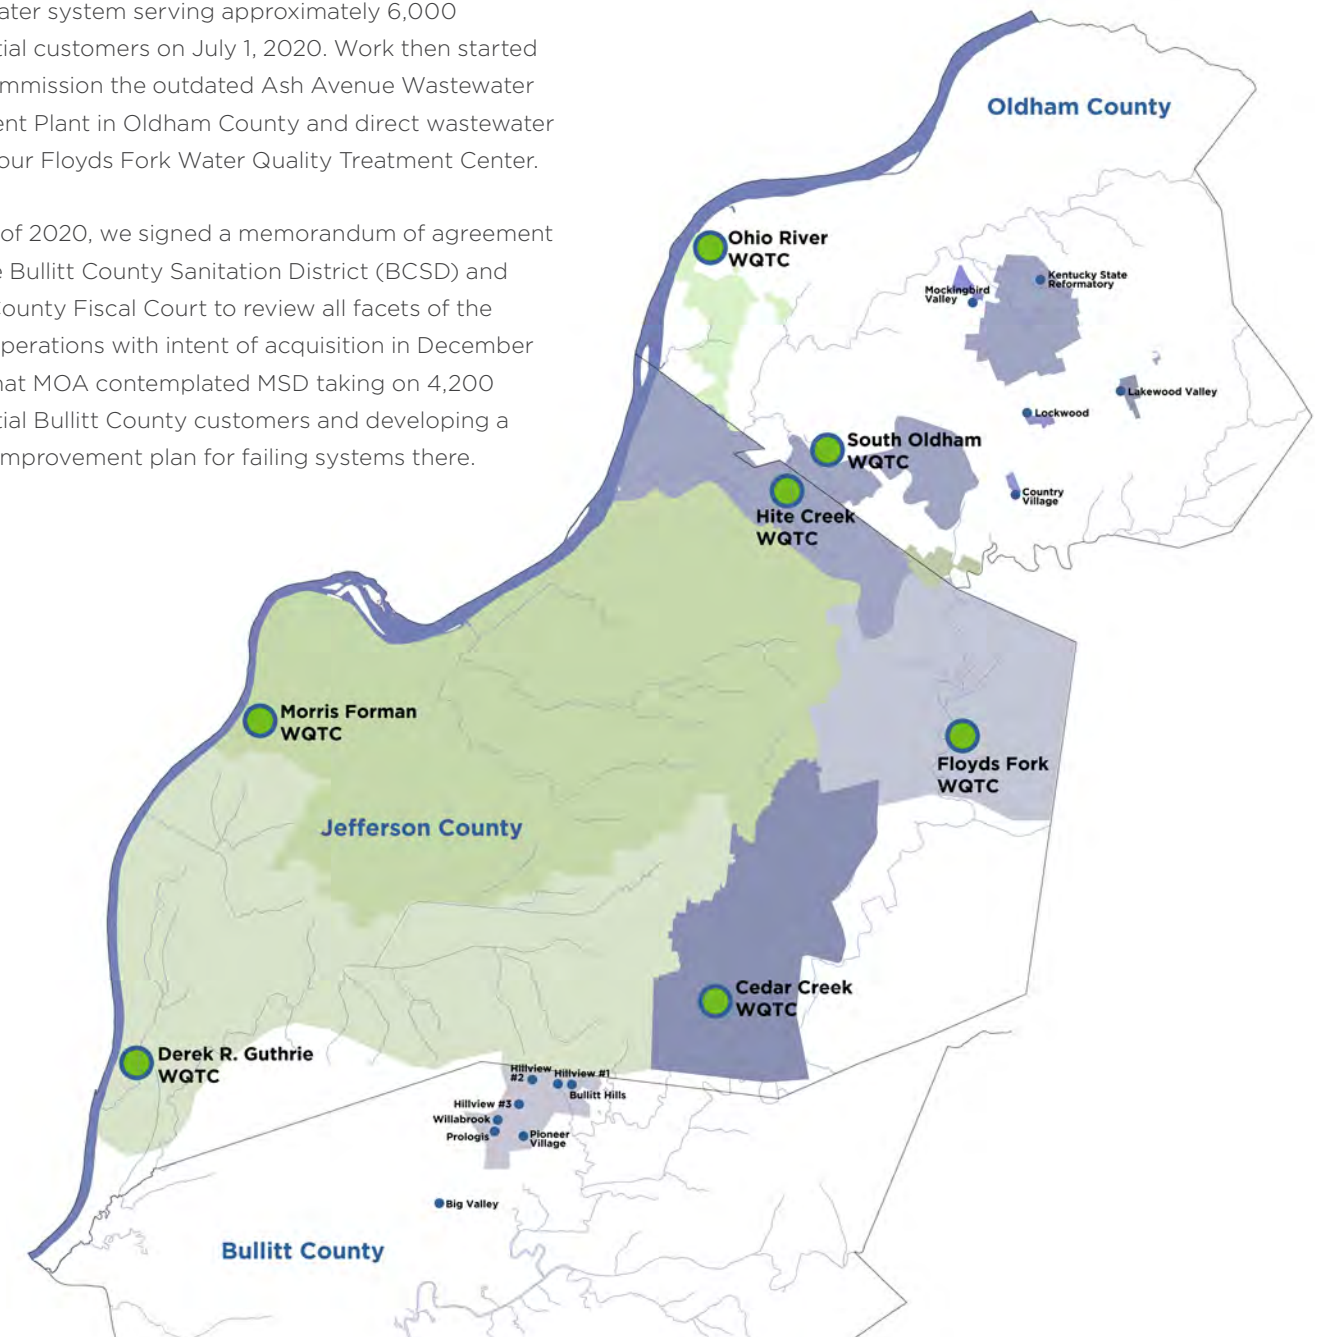 ater system serving approximately 6,000
tial customers on July 1, 2020. Work then started
mmission the outdated Ash Avenue Wastewater
ent Plant in Oldham County and direct wastewater
our Floyds Fork Water Quality Treatment Center.
of 2020, we signed a memorandum of agreement
e Bullitt County Sanitation District (BCSD) and
County Fiscal Court to review all facets of the
perations with intent of acquisition in December
hat MOA contemplated MSD taking on 4,200
tial Bullitt County customers and developing a
improvement plan for failing systems there.
Oldham County
Ohio River
WQTC
Kentucky State
Reformatory
Mockingbird
Valley
Lakewood Valley
Lockwood
South Oldham
WQTC
Country
Village
Hite Creek
WQTC
Morris Forman
WQTC
Floyds Fork
WQTC
Jefferson County
Cedar Creek
WQTC
Derek R. Guthrie
WQTC
Hillview
#2
Hillview #1
Bullitt Hills
Hillview #3
Willabrook
Prologis
Pioneer
Village
Big Valley
Bullitt County